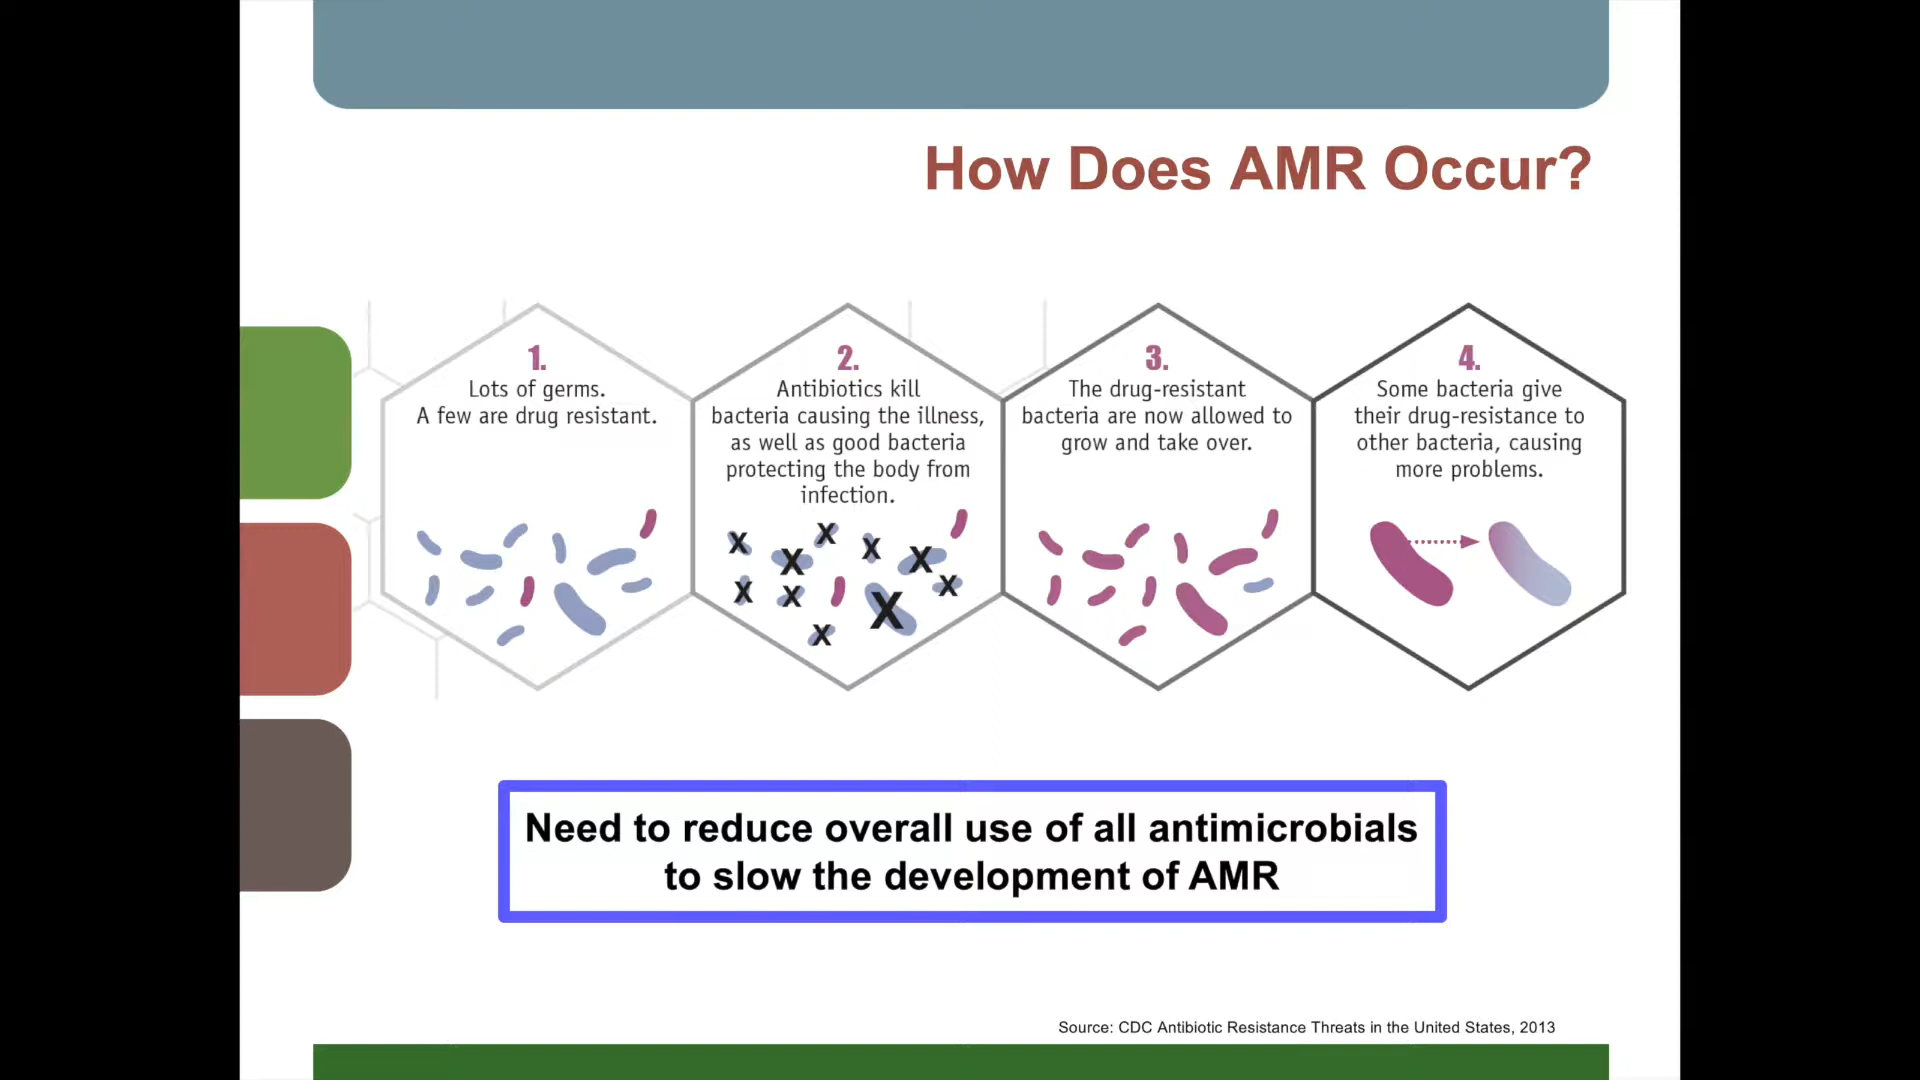 How Does AMR Occur?
1.
Lots of germs.
A few are drug resistant.
2.
Antibiotics kill
bacteria causing the illness,
as well as good bacteria
protecting the body from
infection.
X X X X X X X X X X X
3.
The drug-resistant
bacteria are now allowed to
grow and take over.
4.
Some bacteria give
their drug-resistance to
other bacteria, causing
more problems.
Need to reduce overall use of all antimicrobials
to slow the development of AMR
Source: CDC Antibiotic Resistance Threats in the United States, 2013